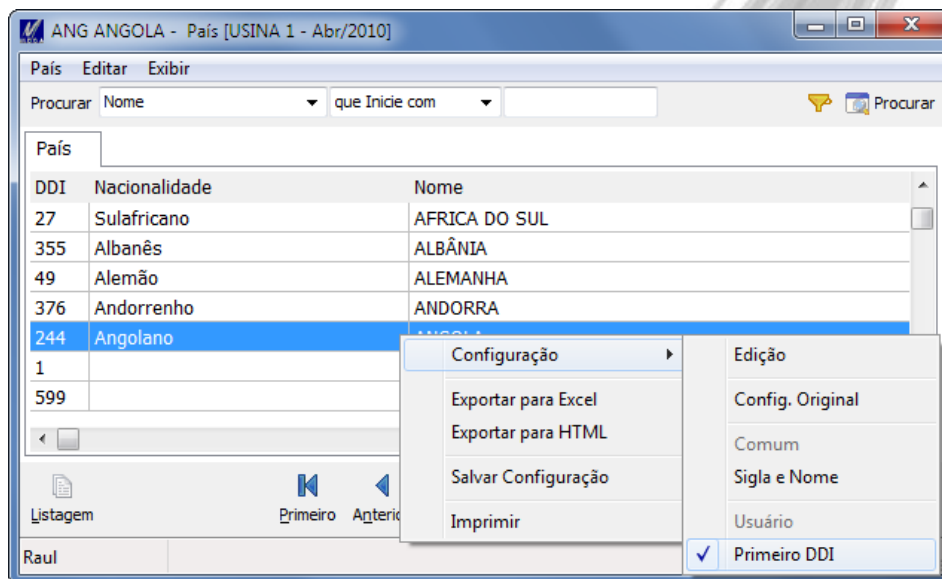 ANG ANGOLA - País [USINA 1 - Abr/2010]
País Editar Exibir
Procurar Nome que Inicie com Procurar
País
DDI Nacionalidade Nome
27 Sulafricano AFRICA DO SUL
355 Albanês ALBÂNIA
49 Alemão ALEMANHA
376 Andorrenho ANDORRA
244 Angolano
1
599
Configuração
Exportar para Excel
Exportar para HTML
Salvar Configuração
Imprimir
Edição
Config. Original
Comum
Sigla e Nome
Usuário
Primeiro DDI
Listagem Primeiro
Raul